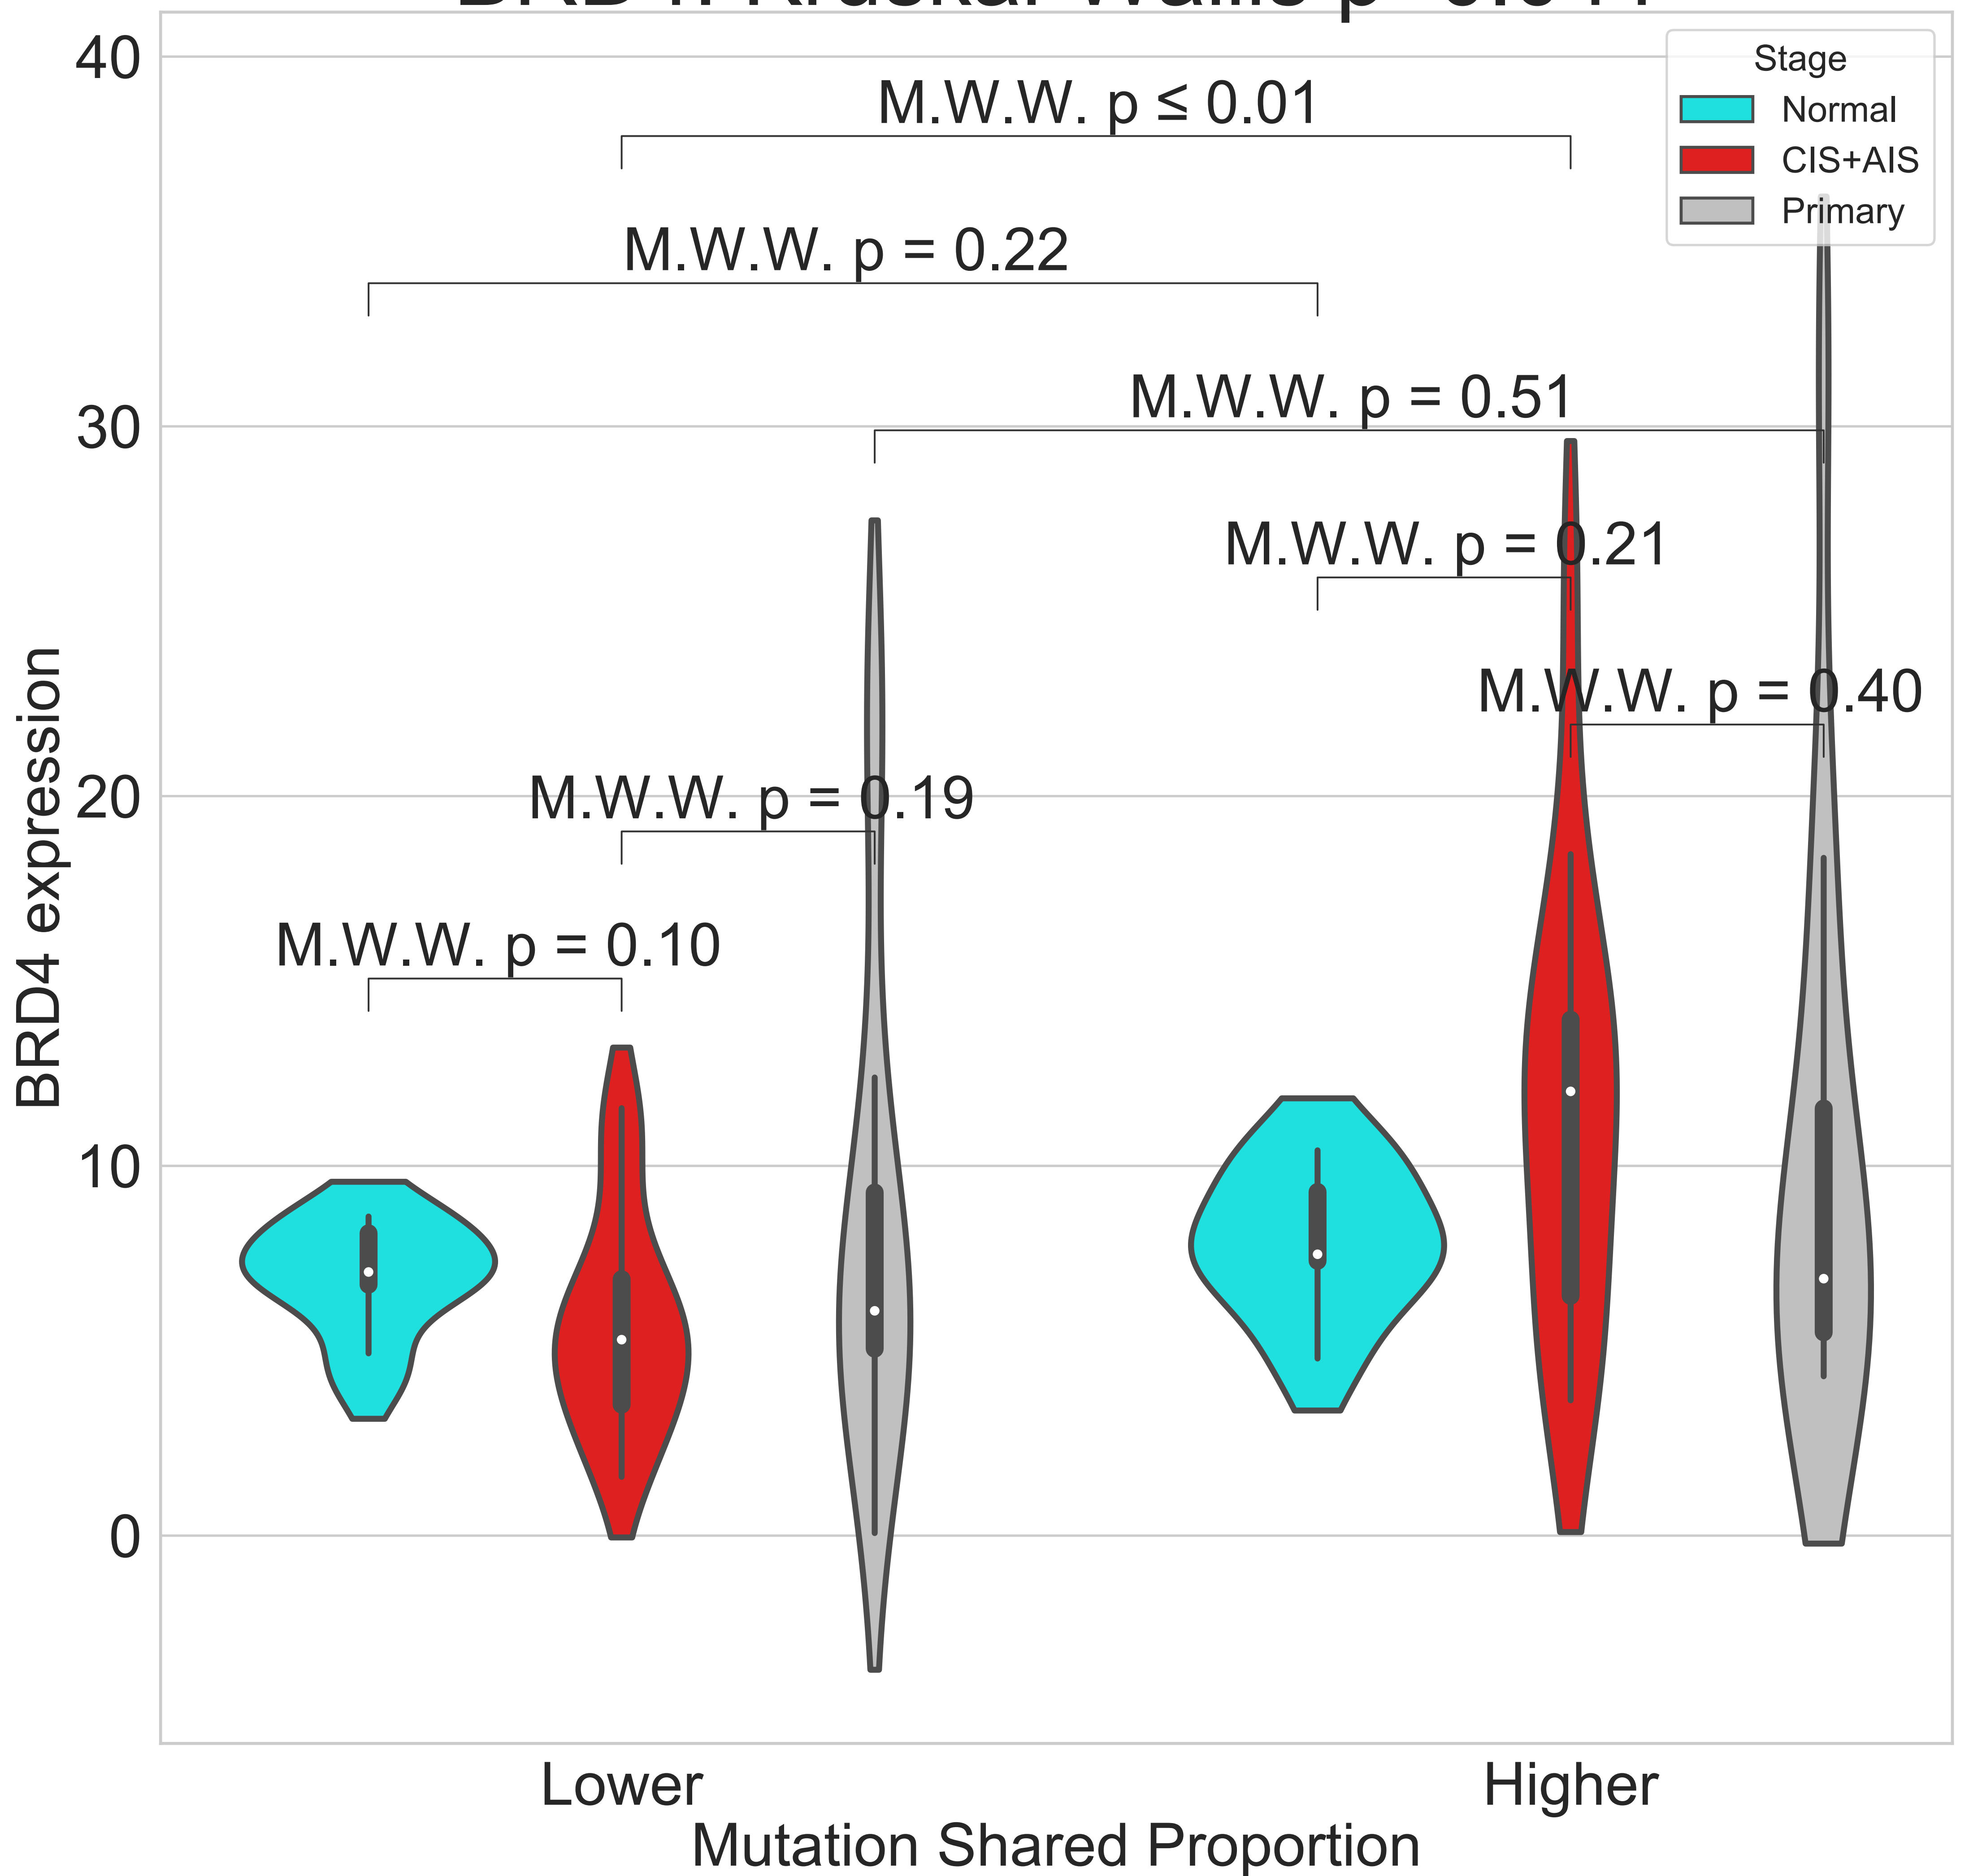 40
30
20
10
0
BRD4 expression
M.W.W. p ≤ 0.01
M.W.W. p = 0.22
M.W.W. p = 0.51
M.W.W. p = 0.21
M.W.W. p = 0.40
M.W.W. p = 0.19
M.W.W. p = 0.10
Stage
Normal
CIS+AIS
Primary
Lower
Higher
Mutation Shared Proportion